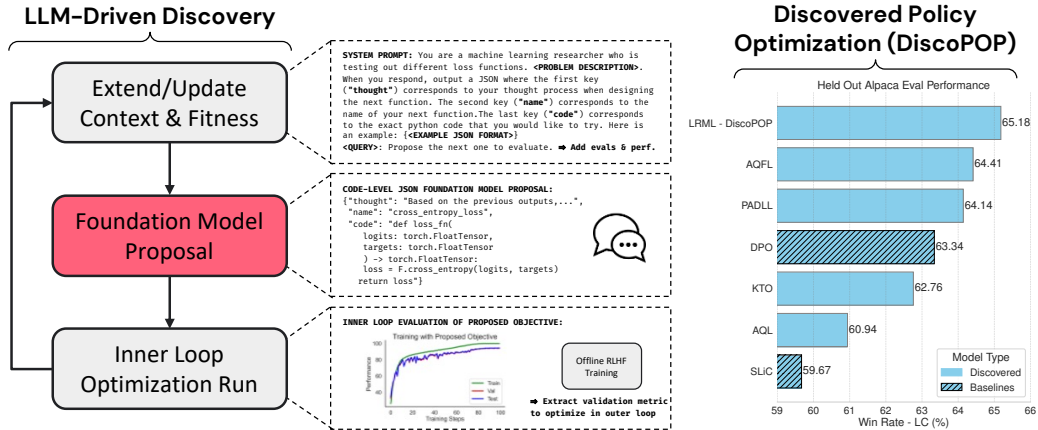 LLM-Driven Discovery
Extend/Update
Context & Fitness
Foundation Model
Proposal
Inner Loop
Optimization Run
SYSTEM PROMPT: You are a machine learning researcher who is
testing out different loss functions. <PROBLEM DESCRIPTION>.
When you respond, output a JSON where the first key
("thought") corresponds to your thought process when designing
the next function. The second key ("name") corresponds to the
name of your next function.The last key ("code") corresponds
to the exact python code that you would like to try. Here is
an example: {<EXAMPLE JSON FORMAT>}
<QUERY>: Propose the next one to evaluate. ➡ Add evals & perf.
CODE-LEVEL JSON FOUNDATION MODEL PROPOSAL:
{"thought": "Based on the previous outputs,...",
"name": "cross_entropy_loss",
"code": "def loss_fn(
logits: torch.FloatTensor,
targets: torch.FloatTensor
) -> torch.FloatTensor:
loss = F.cross_entropy(logits, targets)
return loss"}
INNER LOOP EVALUATION OF PROPOSED OBJECTIVE:
Training with Proposed Objective
Performance
100
80
60
40
0 20 40 60 80 100
Training Steps
Train
Val
Test
Offline RLHF
Training
➡ Extract validation metric
to optimize in outer loop
Discovered Policy
Optimization (DiscoPOP)
Held Out Alpaca Eval Performance
LRML - DiscoPOP 65.18
AQFL 64.41
PADLL 64.14
DPO 63.34
KTO 62.76
AQL 60.94
SLiC 59.67
Model Type
Discovered
Baselines
59 60 61 62 63 64 65 66
Win Rate - LC (%)